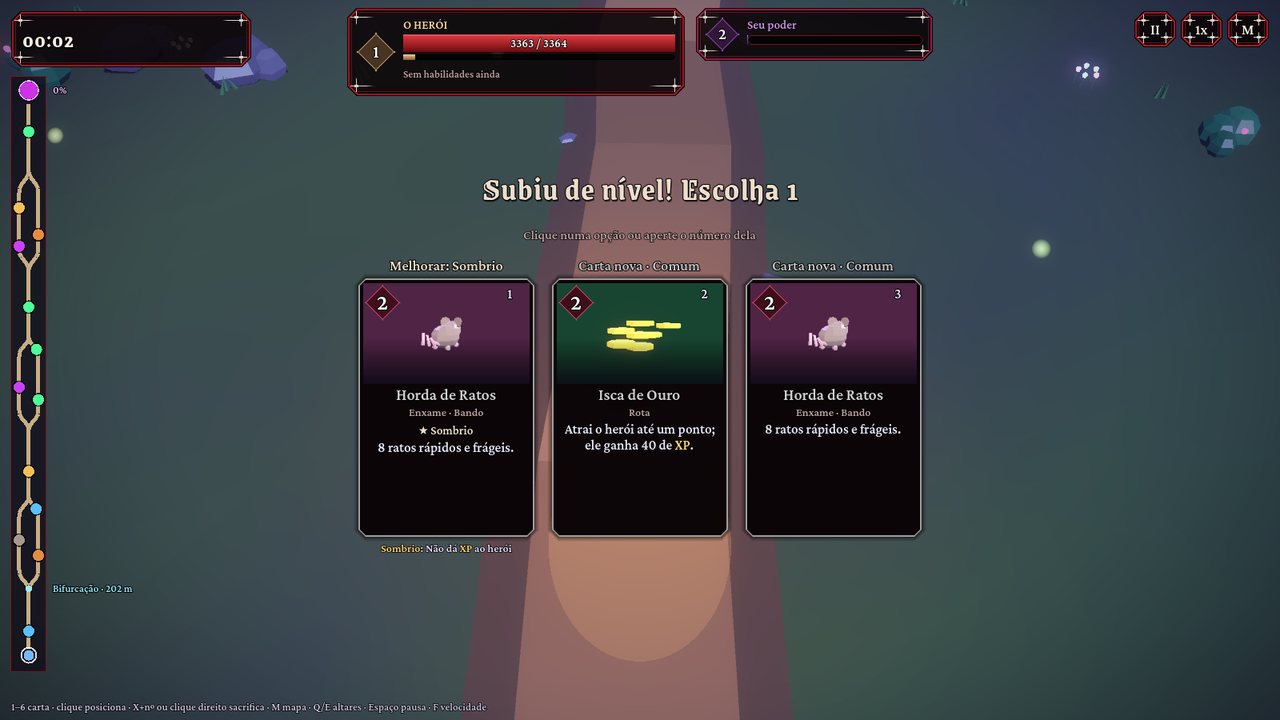 00:02
O HERÓI
1
3363 / 3364
Sem habilidades ainda
2
Seu poder
II
1x
M
0%
Subiu de nível! Escolha 1
Clique numa opção ou aperte o número dela
Melhorar: Sombrio
2
1
Horda de Ratos
Enxame · Bando
★ Sombrio
8 ratos rápidos e frágeis.
Sombrio: Não dá XP ao herói
Carta nova · Comum
2
2
Isca de Ouro
Rota
Atrai o herói até um ponto;
ele ganha 40 de XP.
Carta nova · Comum
2
3
Horda de Ratos
Enxame · Bando
8 ratos rápidos e frágeis.
Bifurcação · 202 m
1–6 carta · clique posiciona · X+nº ou clique direito sacrifica · M mapa · Q/E altares · Espaço pausa · F velocidade